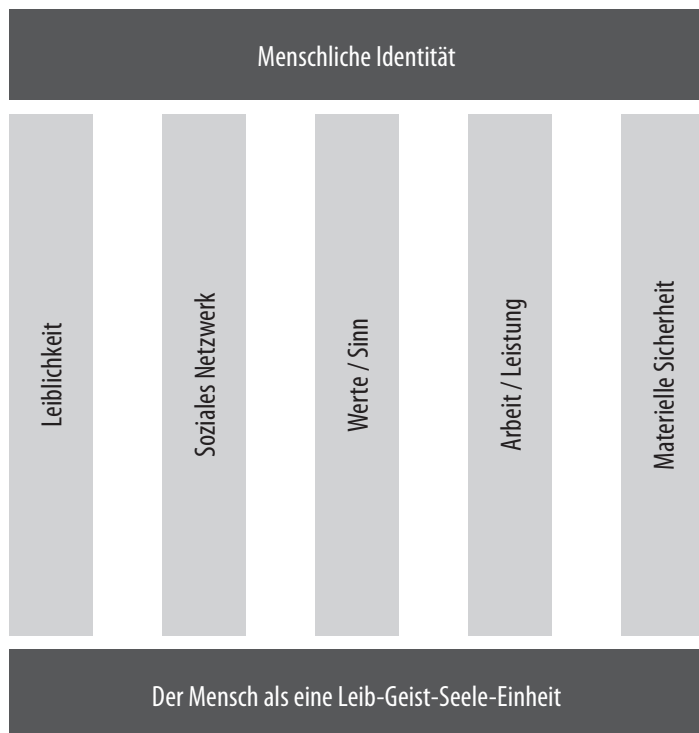 Menschliche Identität
Leiblichkeit
Soziales Netzwerk
Werte / Sinn
Arbeit / Leistung
Materielle Sicherheit
Der Mensch als eine Leib-Geist-Seele-Einheit